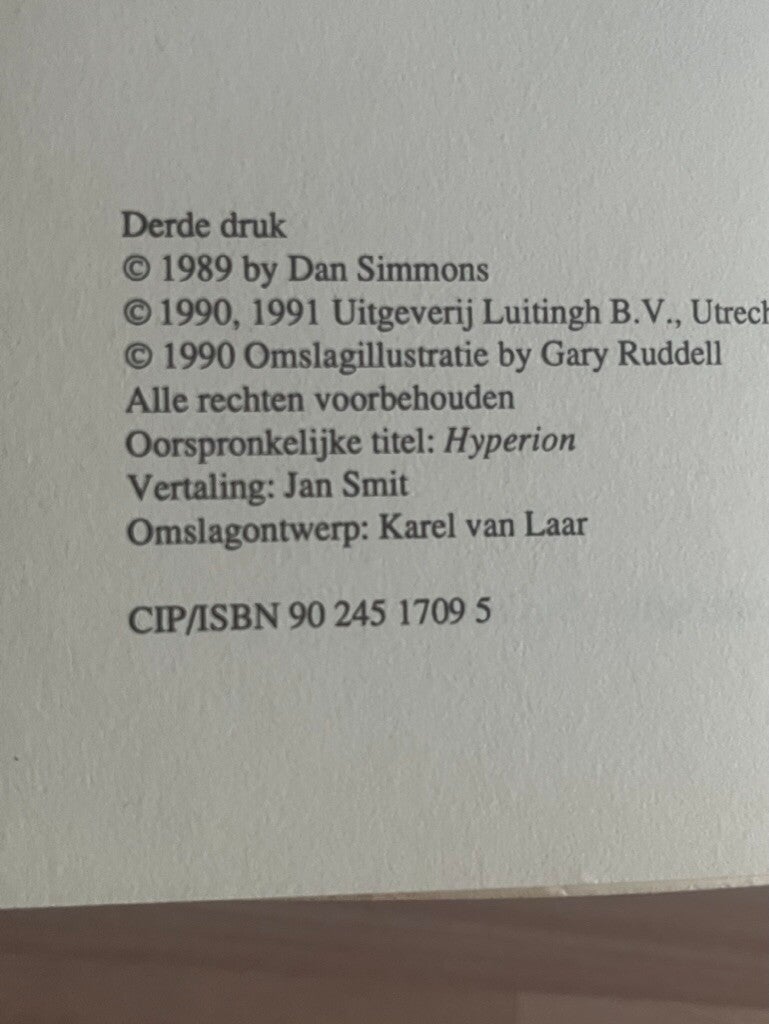 Derde druk
© 1989 by Dan Simmons
© 1990, 1991 Uitgeverij Luitingh B.V., Utrech
© 1990 Omslagillustratie by Gary Ruddell
Alle rechten voorbehouden
Oorspronkelijke titel: Hyperion
Vertaling: Jan Smit
Omslagontwerp: Karel van Laar
CIP/ISBN 90 245 1709 5